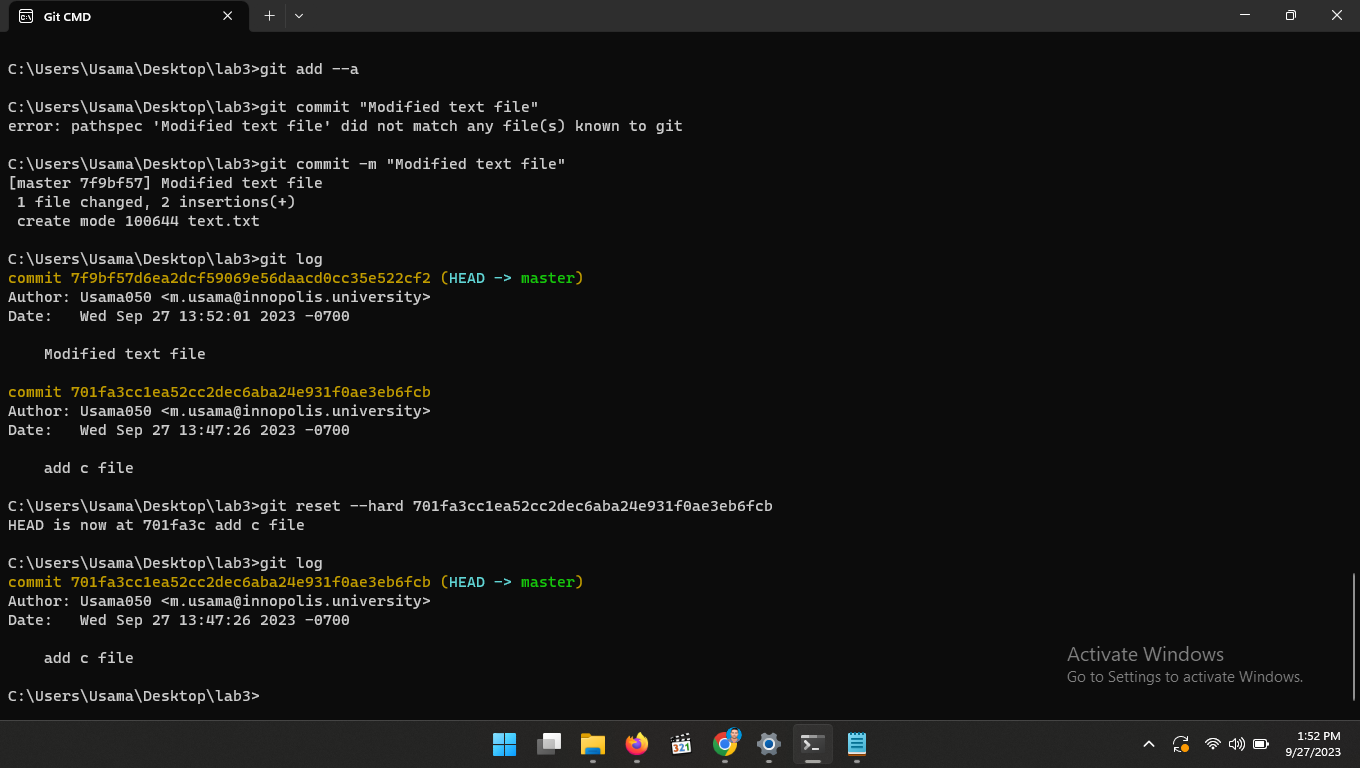 Git CMD
C:\Users\Usama\Desktop\lab3>git add --a
C:\Users\Usama\Desktop\lab3>git commit "Modified text file"
error: pathspec 'Modified text file' did not match any file(s) known to git
C:\Users\Usama\Desktop\lab3>git commit -m "Modified text file"
[master 7f9bf57] Modified text file
 1 file changed, 2 insertions(+)
 create mode 100644 text.txt
C:\Users\Usama\Desktop\lab3>git log
commit 7f9bf57d6ea2dcf59069e56daacd0cc35e522cf2 (HEAD -> master)
Author: Usama050 <m.usama@innopolis.university>
Date:   Wed Sep 27 13:52:01 2023 -0700
    Modified text file
commit 701fa3cc1ea52cc2dec6aba24e931f0ae3eb6fcb
Author: Usama050 <m.usama@innopolis.university>
Date:   Wed Sep 27 13:47:26 2023 -0700
    add c file
C:\Users\Usama\Desktop\lab3>git reset --hard 701fa3cc1ea52cc2dec6aba24e931f0ae3eb6fcb
HEAD is now at 701fa3c add c file
C:\Users\Usama\Desktop\lab3>git log
commit 701fa3cc1ea52cc2dec6aba24e931f0ae3eb6fcb (HEAD -> master)
Author: Usama050 <m.usama@innopolis.university>
Date:   Wed Sep 27 13:47:26 2023 -0700
    add c file
C:\Users\Usama\Desktop\lab3>
Activate Windows
Go to Settings to activate Windows.
321
1:52 PM
9/27/2023